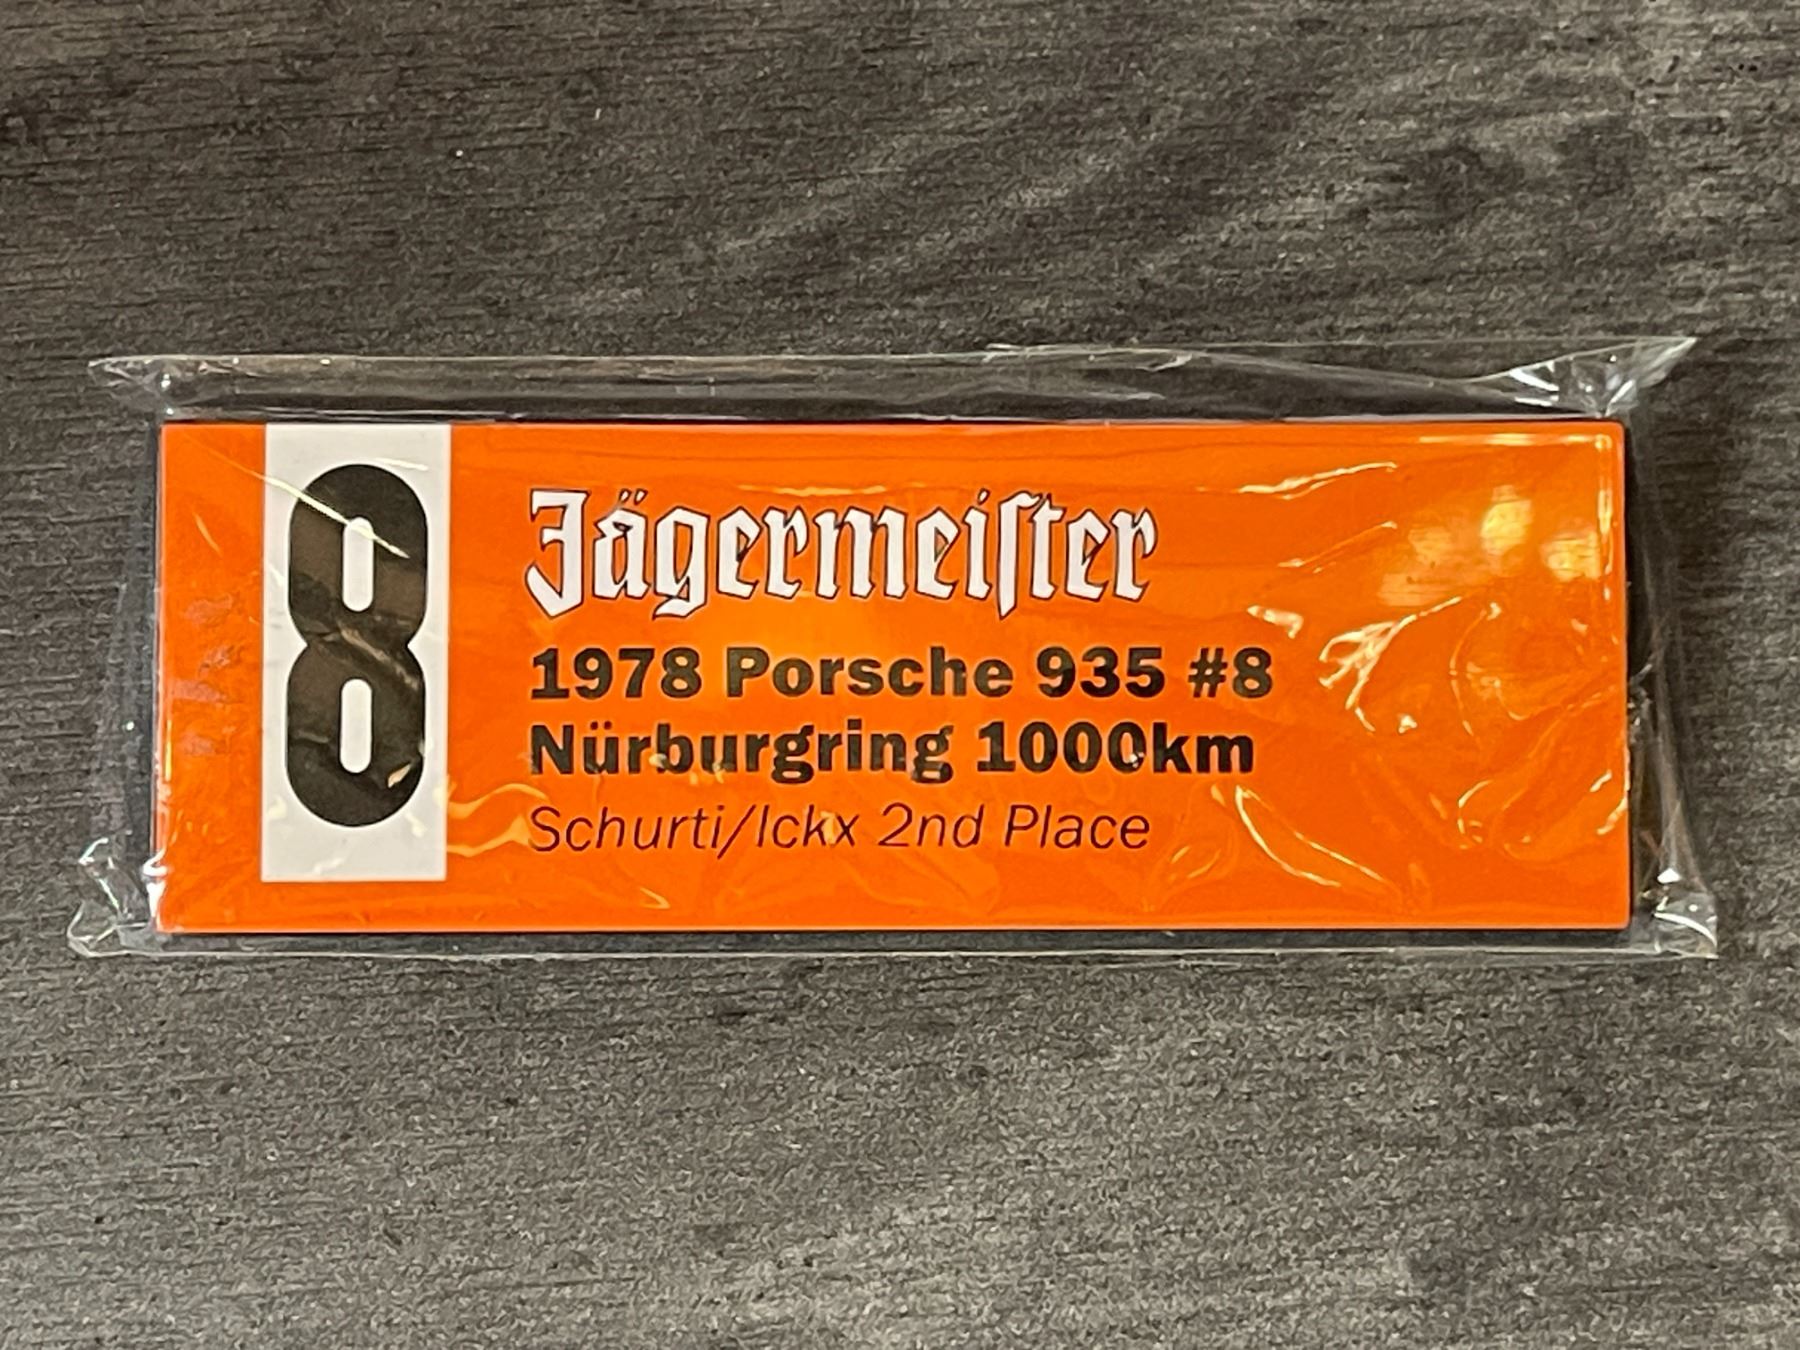 8
Jägermeiſter
1978 Porsche 935 #8
Nürburgring 1000km
Schurti/Ickx 2nd Place